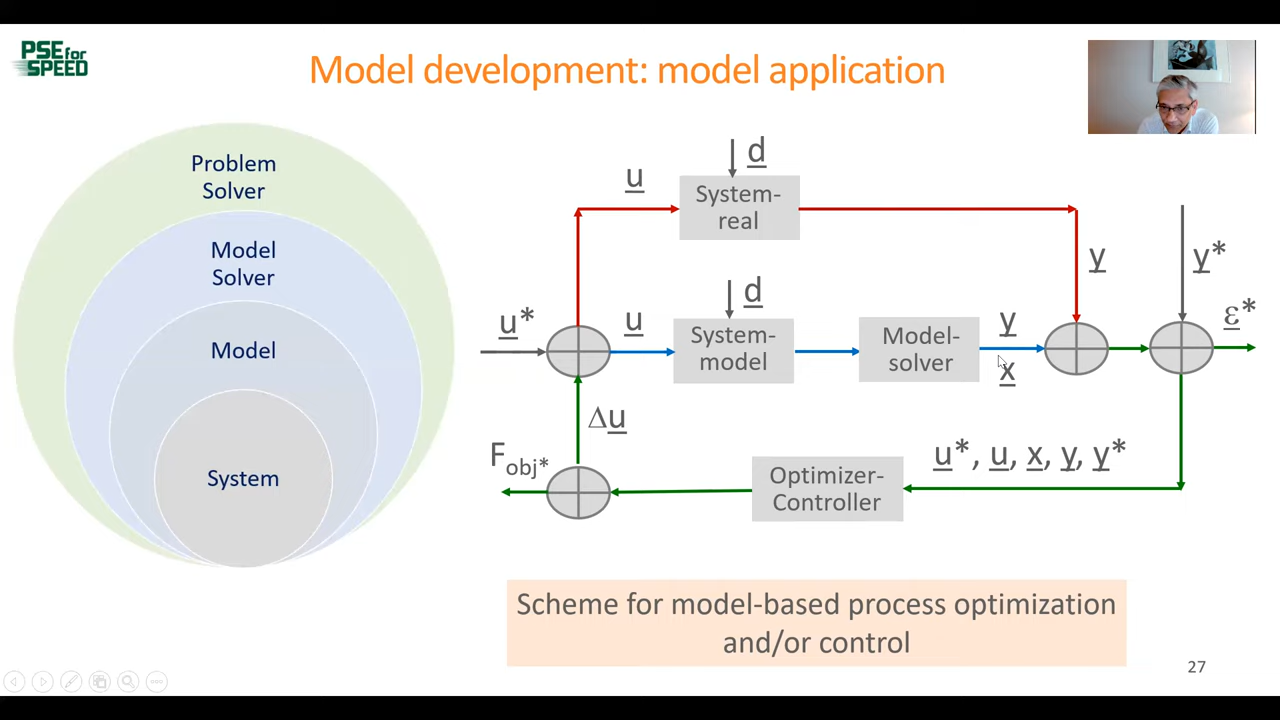 PSE for
SPEED
Model development: model application
Problem
Solver
Model
Solver
Model
System
d
u
System-
real
y
y*
ε*
d
u*
u
System-
model
Model-
solver
y
x
Δu
F_obj*
Optimizer-
Controller
u*, u, x, y, y*
Scheme for model-based process optimization
and/or control
27